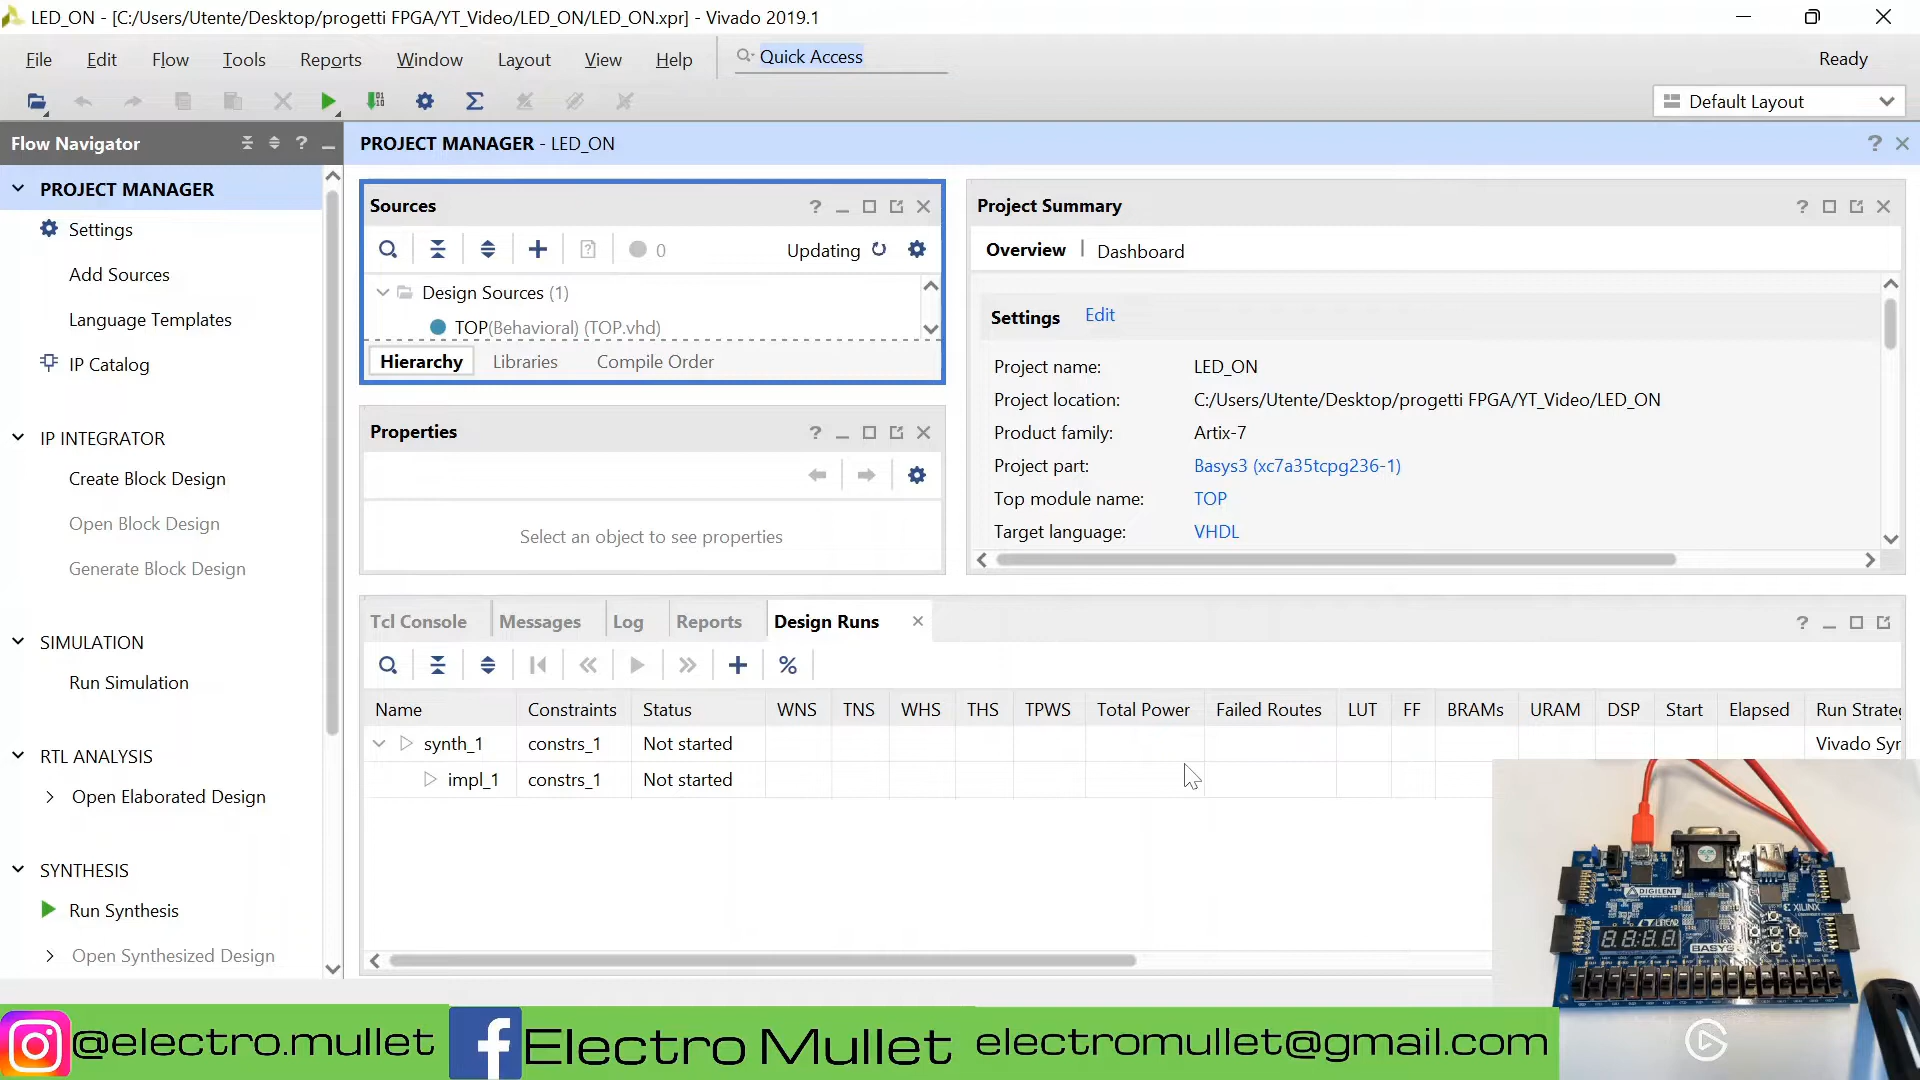 LED_ON - [C:/Users/Utente/Desktop/progetti FPGA/YT_Video/LED_ON/LED_ON.xpr] - Vivado 2019.1
File Edit Flow Tools Reports Window Layout View Help Quick Access Ready
Default Layout
Flow Navigator ?
PROJECT MANAGER - LED_ON ?
PROJECT MANAGER
Settings
Add Sources
Language Templates
IP Catalog
IP INTEGRATOR
Create Block Design
Open Block Design
Generate Block Design
SIMULATION
Run Simulation
RTL ANALYSIS
Open Elaborated Design
SYNTHESIS
Run Synthesis
Open Synthesized Design
Sources ?
0 Updating
Design Sources (1)
TOP(Behavioral) (TOP.vhd)
Hierarchy Libraries Compile Order
Properties ?
Select an object to see properties
Project Summary ?
Overview | Dashboard
Settings Edit
Project name: LED_ON
Project location: C:/Users/Utente/Desktop/progetti FPGA/YT_Video/LED_ON
Product family: Artix-7
Project part: Basys3 (xc7a35tcpg236-1)
Top module name: TOP
Target language: VHDL
Tcl Console Messages Log Reports Design Runs ?
%
Name Constraints Status WNS TNS WHS THS TPWS Total Power Failed Routes LUT FF BRAMs URAM DSP Start Elapsed Run Strate
synth_1 constrs_1 Not started Vivado Syr
impl_1 constrs_1 Not started
DIGILENT
XILINX
LINEAR
BASYS
@electro.mullet Electro Mullet electromullet@gmail.com